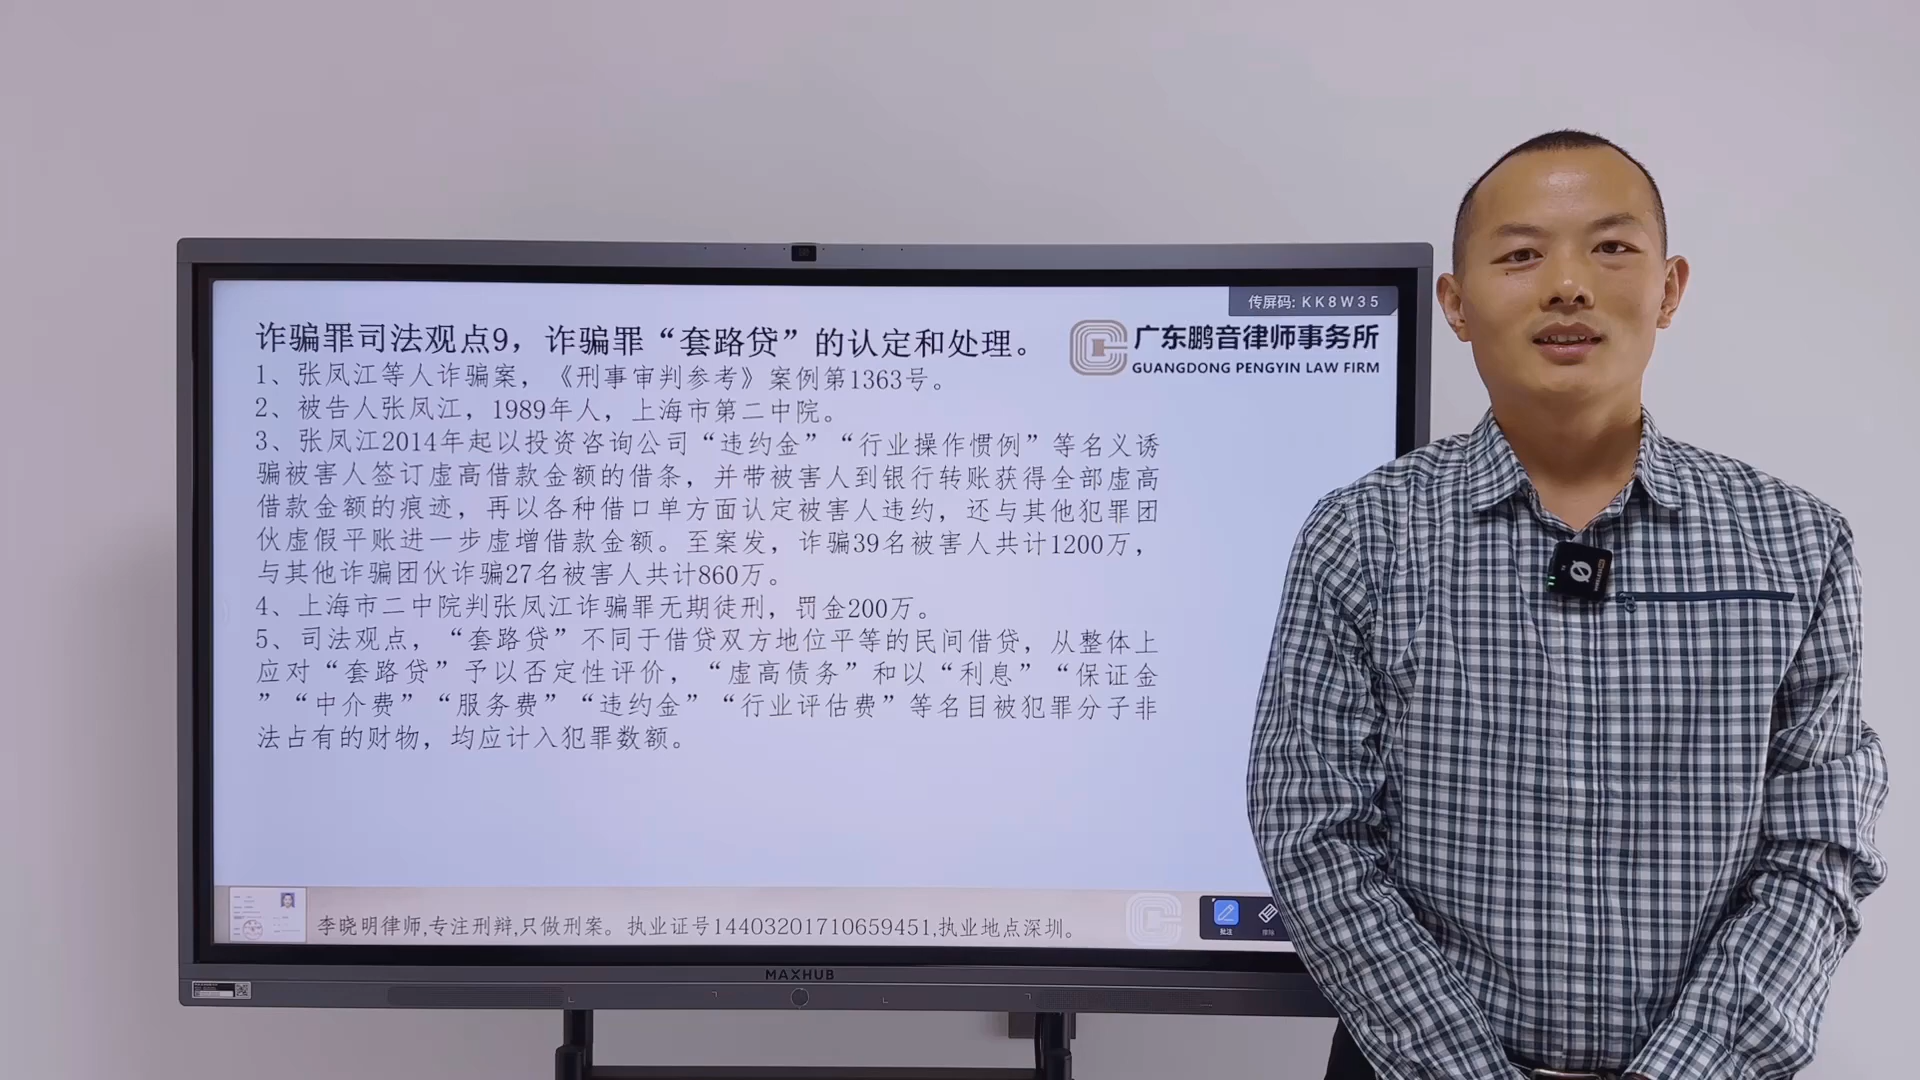 传屏码: KK8W35
诈骗罪司法观点9，诈骗罪“套路贷”的认定和处理。
广东鹏音律师事务所
GUANGDONG PENGYIN LAW FIRM
1、张凤江等人诈骗案，《刑事审判参考》案例第1363号。
2、被告人张凤江，1989年人，上海市第二中院。
3、张凤江2014年起以投资咨询公司“违约金”“行业操作惯例”等名义诱
骗被害人签订虚高借款金额的借条，并带被害人到银行转账获得全部虚高
借款金额的痕迹，再以各种借口单方面认定被害人违约，还与其他犯罪团
伙虚假平账进一步虚增借款金额。至案发，诈骗39名被害人共计1200万，
与其他诈骗团伙诈骗27名被害人共计860万。
4、上海市二中院判张凤江诈骗罪无期徒刑，罚金200万。
5、司法观点，“套路贷”不同于借贷双方地位平等的民间借贷，从整体上
应对“套路贷”予以否定性评价，“虚高债务”和以“利息”“保证金
”“中介费”“服务费”“违约金”“行业评估费”等名目被犯罪分子非
法占有的财物，均应计入犯罪数额。
李晓明律师,专注刑辩,只做刑案。执业证号14403201710659451,执业地点深圳。
批注
擦除
MAXHUB